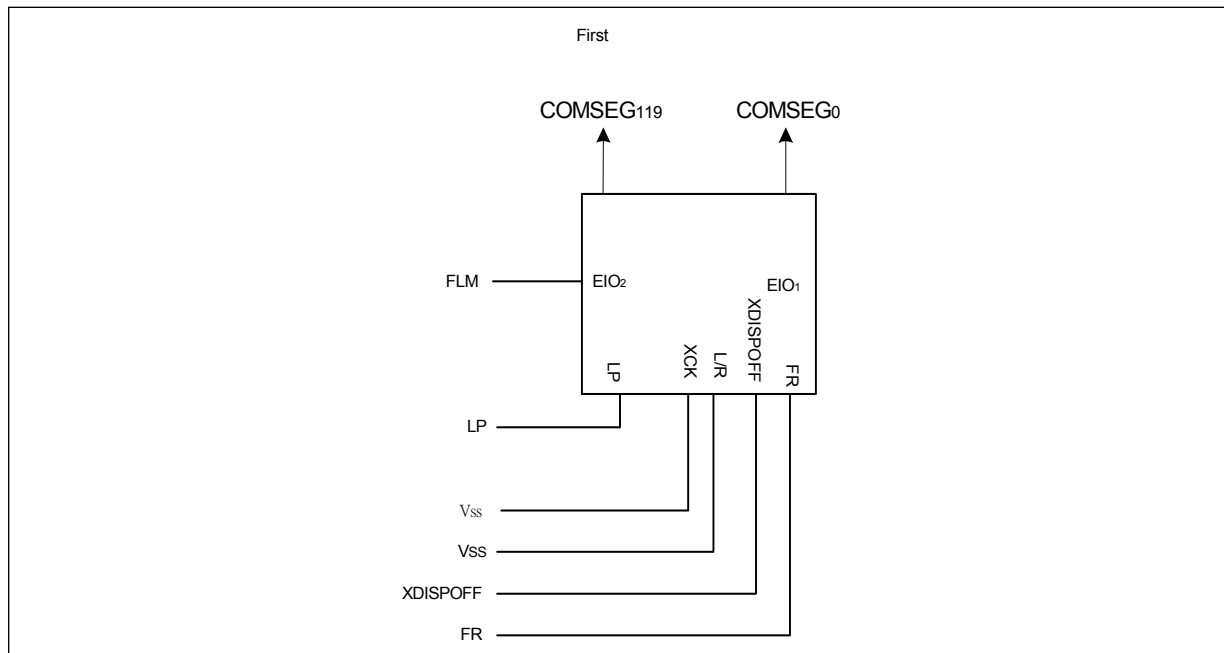 First
COMSEG119 COMSEG0
FLM EIO2 EIO1
LP XCK L/R XDISPOFF FR
LP
Vss
VSS
XDISPOFF
FR